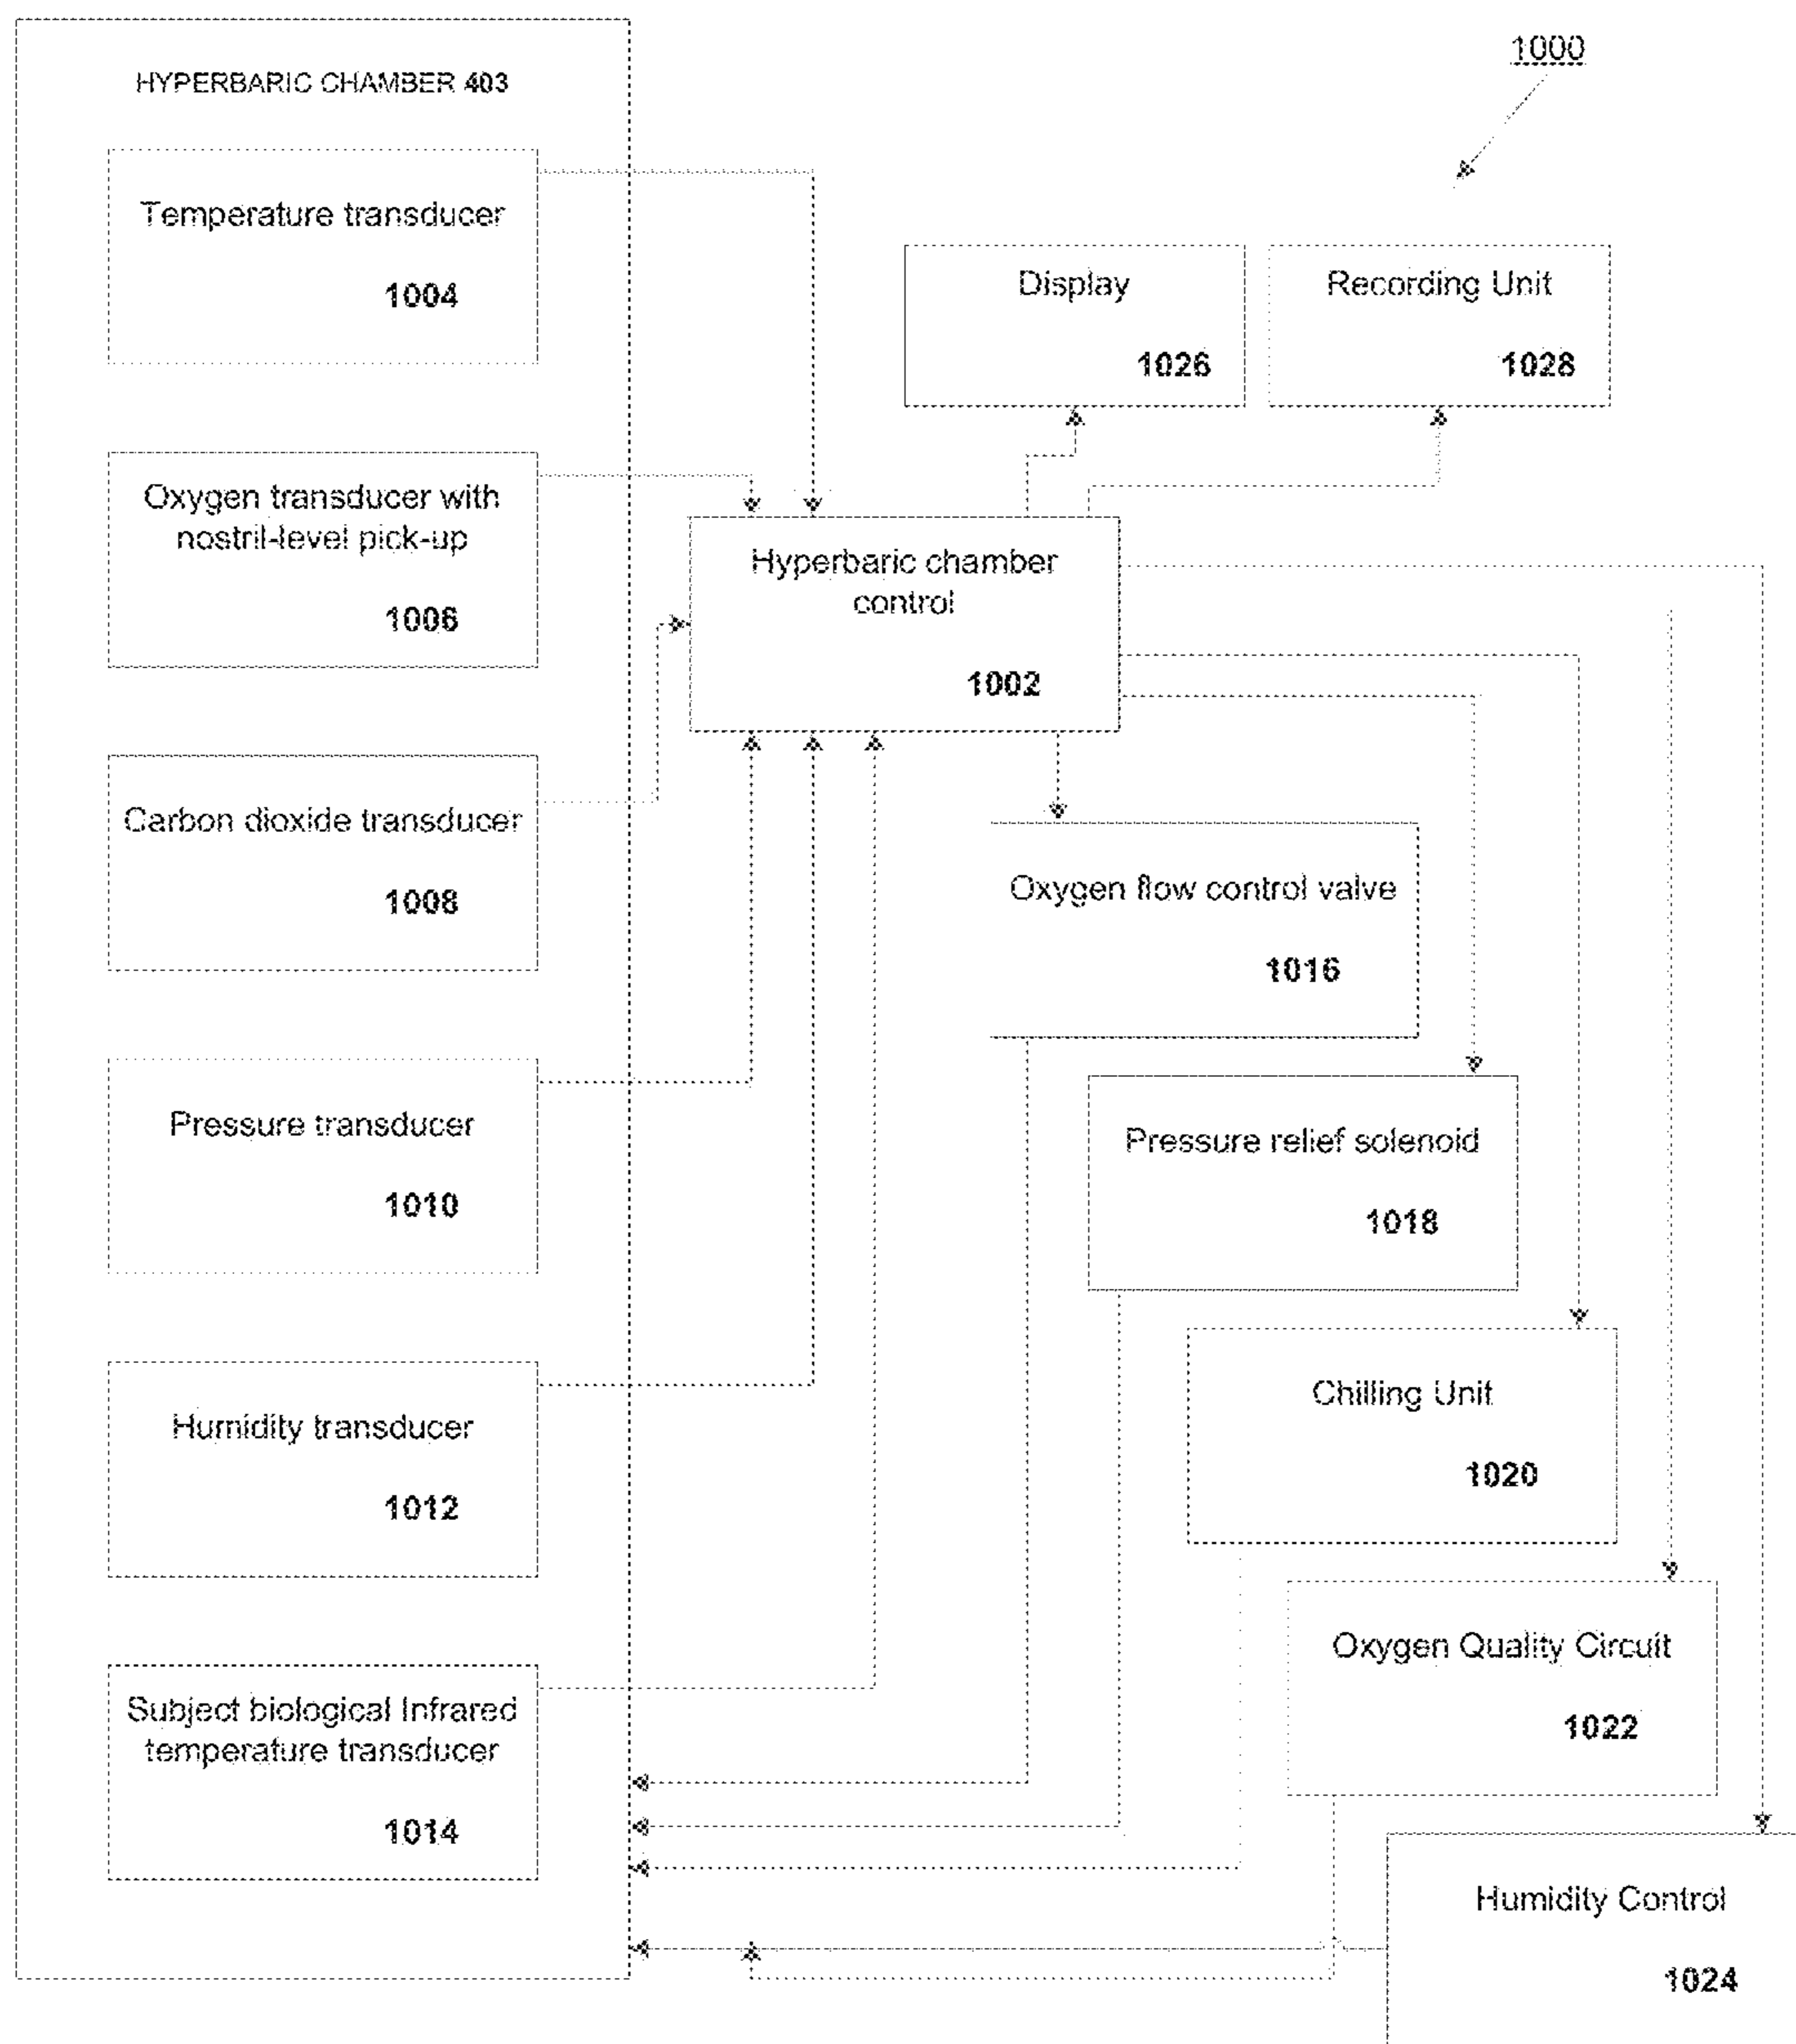 1000
HYPERBARIC CHAMBER 403
Temperature transducer
1004
Oxygen transducer with
nostril-level pick-up
1006
Carbon dioxide transducer
1008
Pressure transducer
1010
Humidity transducer
1012
Subject biological Infrared
temperature transducer
1014
Display
1026
Recording Unit
1028
Hyperbaric chamber
control
1002
Oxygen flow control valve
1016
Pressure relief solenoid
1018
Chilling Unit
1020
Oxygen Quality Circuit
1022
Humidity Control
1024